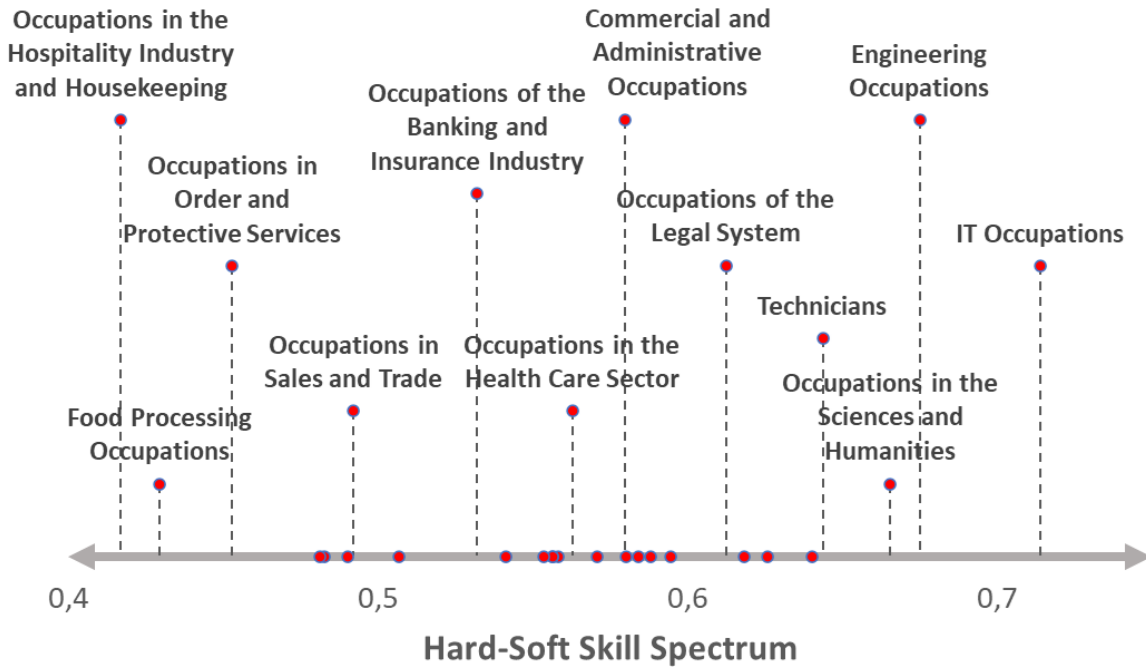 Occupations in the
Hospitality Industry
and Housekeeping
Commercial and
Administrative
Occupations
Engineering
Occupations
Occupations of the
Banking and
Insurance Industry
Occupations in
Order and
Protective Services
Occupations of the
Legal System
IT Occupations
Technicians
Occupations in
Sales and Trade
Occupations in the
Health Care Sector
Occupations in the
Sciences and
Humanities
Food Processing
Occupations
0,4
0,5
0,6
0,7
Hard-Soft Skill Spectrum